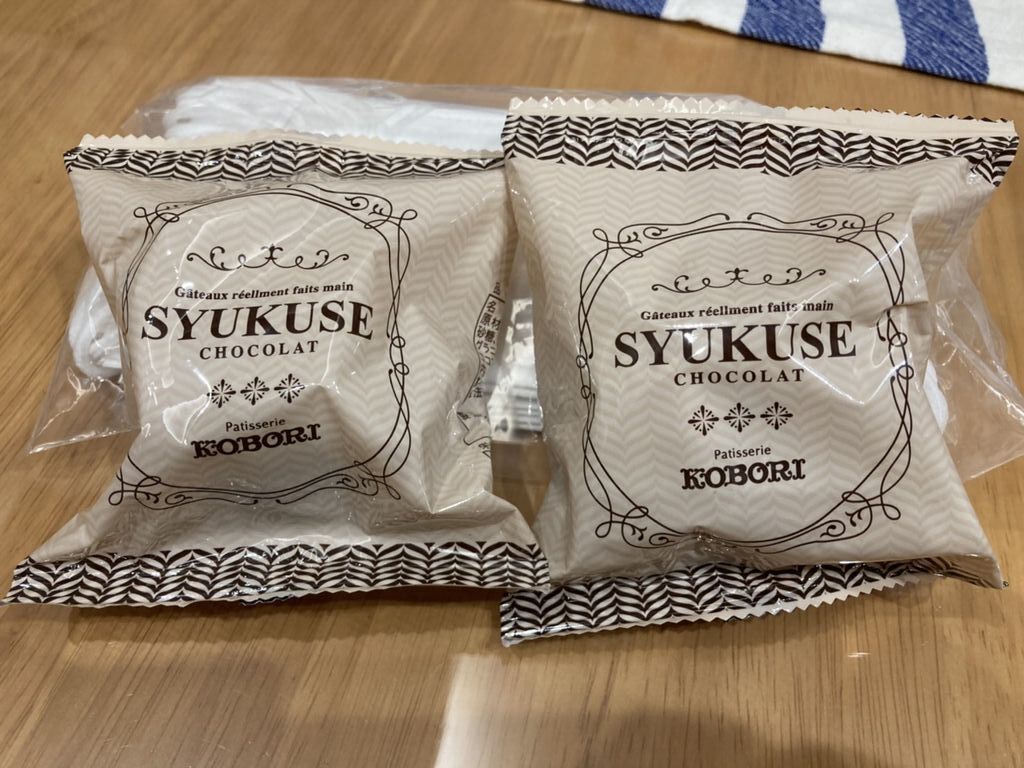 Gâteaux réellment faits main
SYUKUSE
CHOCOLAT
Patisserie
KOBORI
Gâteaux réellment faits main
SYUKUSE
CHOCOLAT
Patisserie
KOBORI